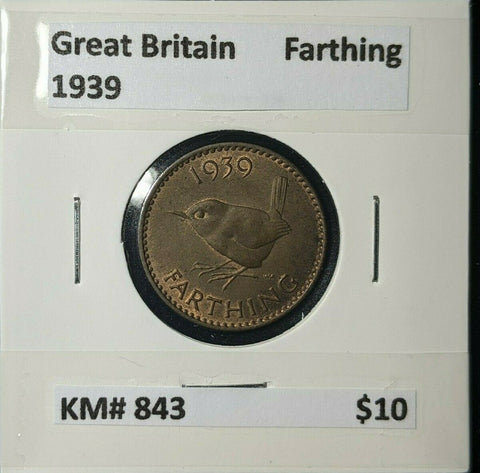 Great Britain Farthing
1939
1939
FARTHING
KM# 843 $10